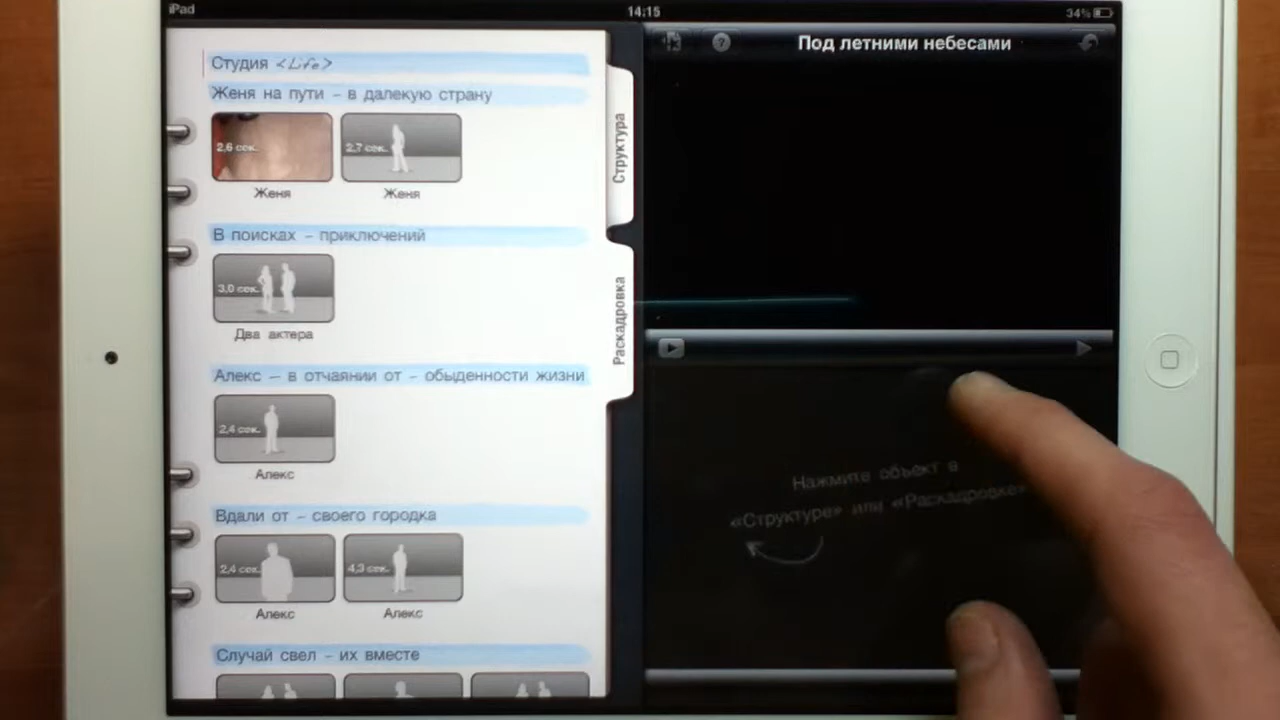 iPad
14:15
34%
Студия <Life>
Женя на пути – в далекую страну
2,6 сек.
2,7 сек.
Женя
Женя
В поисках – приключений
3,0 сек.
Два актера
Алекс – в отчаянии от – обыденности жизни
2,4 сек.
Алекс
Вдали от – своего городка
2,4 сек.
4,3 сек.
Алекс
Алекс
Случай свел – их вместе
Структура
Раскадровка
Под летними небесами
?
Нажмите объект в
«Структуре» или «Раскадровке»